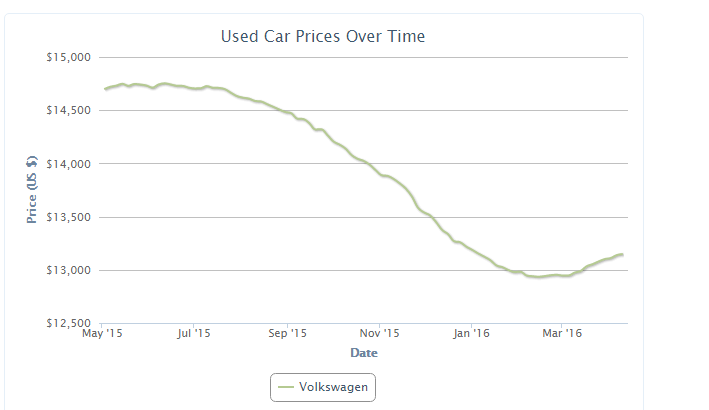 Used Car Prices Over Time
$15,000
$14,500
$14,000
$13,500
$13,000
$12,500
Price (US $)
May '15 Jul '15 Sep '15 Nov '15 Jan '16 Mar '16
Date
Volkswagen